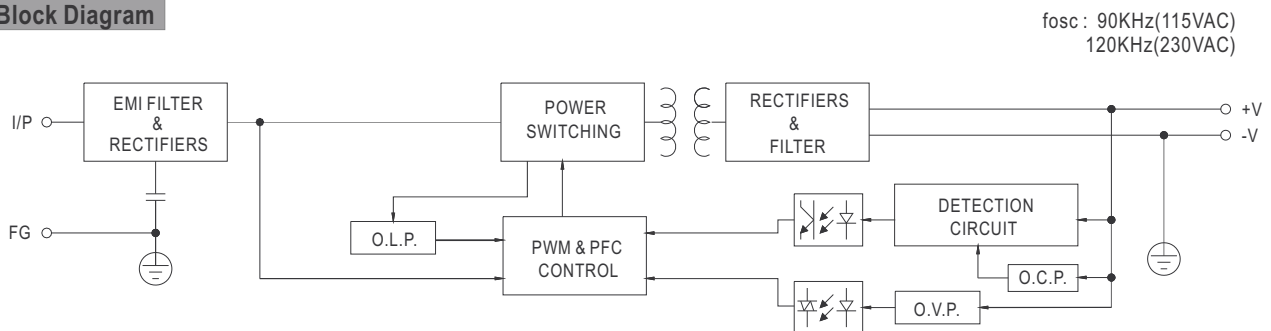 Block Diagram
fosc : 90KHz(115VAC)
120KHz(230VAC)
I/P
EMI FILTER
&
RECTIFIERS
POWER
SWITCHING
RECTIFIERS
&
FILTER
+V
-V
FG
O.L.P.
PWM & PFC
CONTROL
DETECTION
CIRCUIT
O.C.P.
O.V.P.